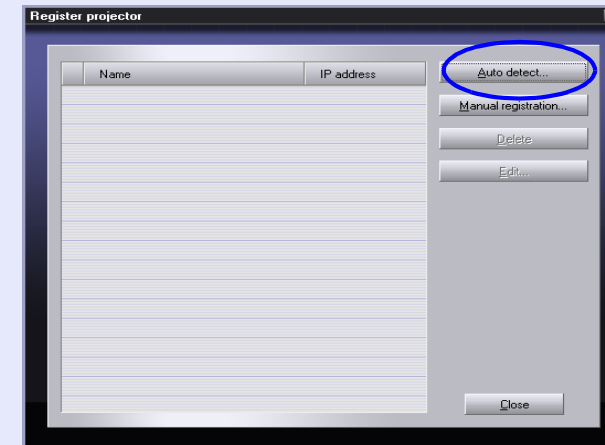 Register projector
Name IP address
Auto detect...
Manual registration...
Delete
Edit...
Close